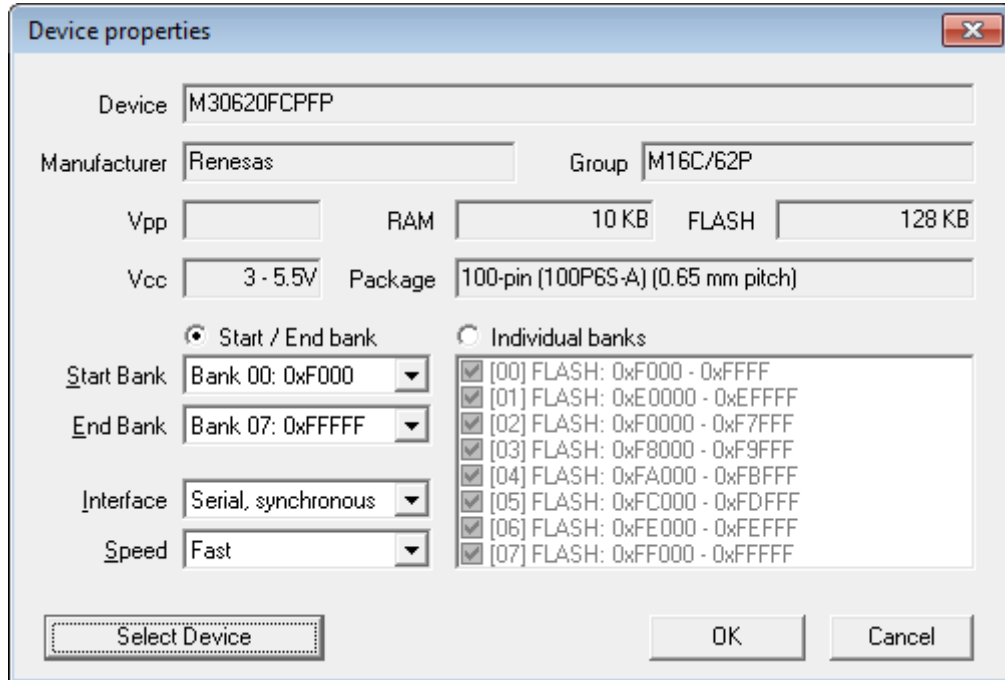 Device properties
Device M30620FCPFP
Manufacturer Renesas Group M16C/62P
Vpp RAM 10 KB FLASH 128 KB
Vcc 3 - 5.5V Package 100-pin (100P6S-A) (0.65 mm pitch)
Start / End bank Individual banks
Start Bank Bank 00: 0xF000
End Bank Bank 07: 0xFFFFF
Interface Serial, synchronous
Speed Fast
[00] FLASH: 0xF000 - 0xFFFF
[01] FLASH: 0xE0000 - 0xEFFFF
[02] FLASH: 0xF0000 - 0xF7FFF
[03] FLASH: 0xF8000 - 0xF9FFF
[04] FLASH: 0xFA000 - 0xFBFFF
[05] FLASH: 0xFC000 - 0xFDFFF
[06] FLASH: 0xFE000 - 0xFEFFF
[07] FLASH: 0xFF000 - 0xFFFFF
Select Device OK Cancel